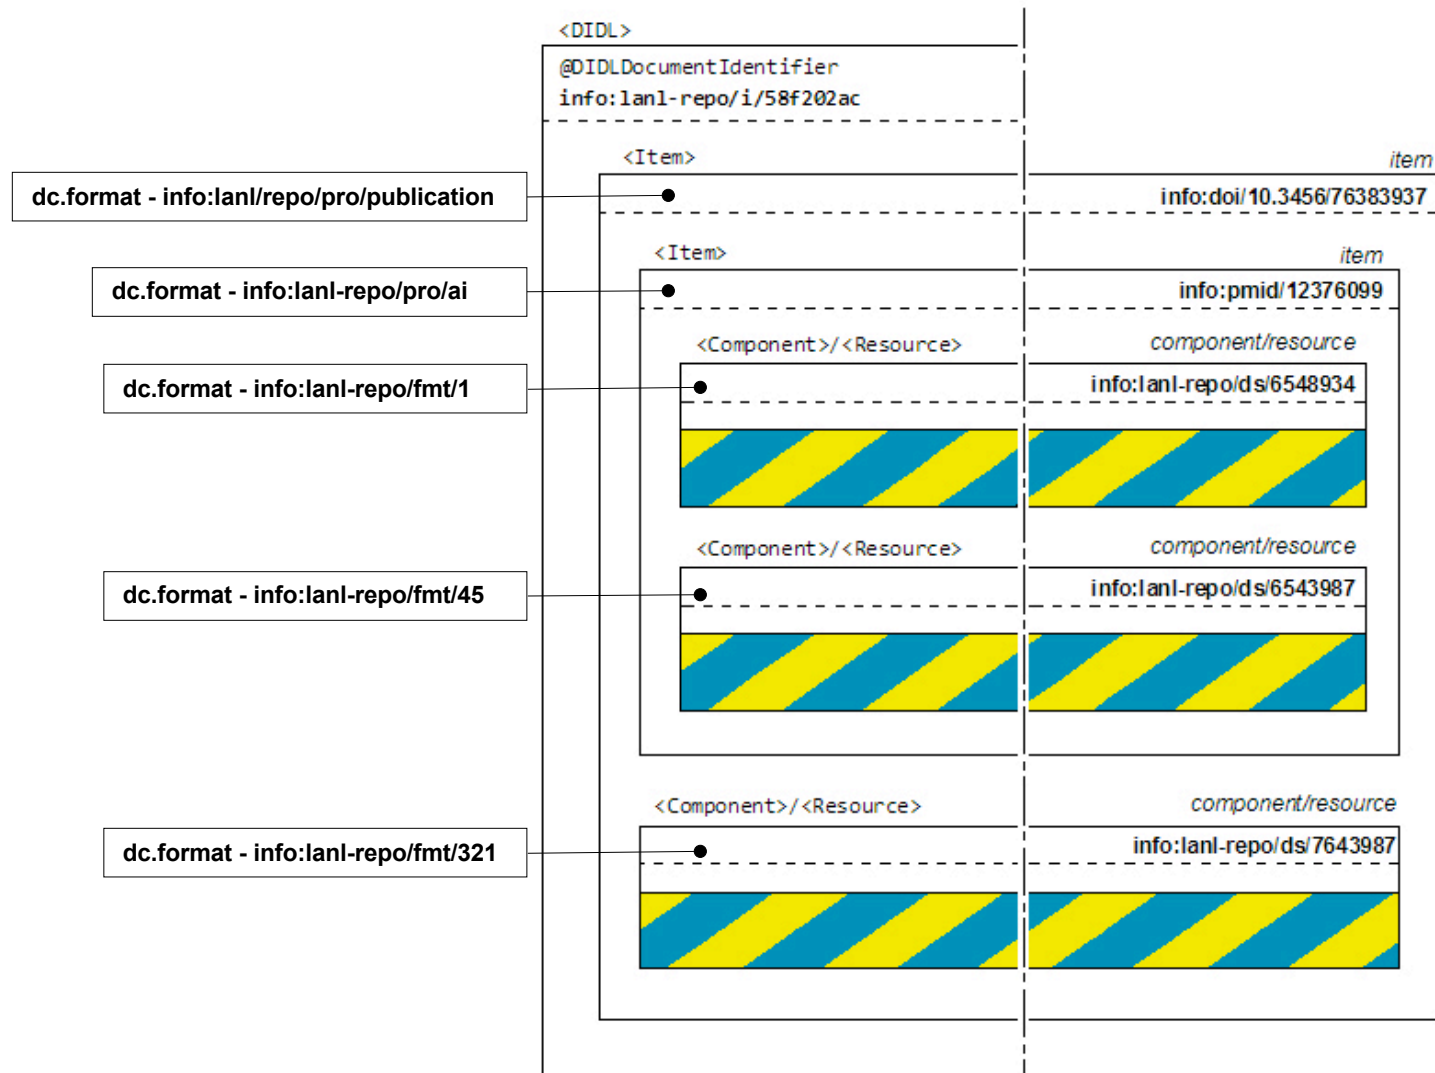 <DIDL>
@DIDLDocumentIdentifier
info:lanl-repo/i/58f202ac
<Item>
item
dc.format - info:lanl/repo/pro/publication
info:doi/10.3456/76383937
<Item>
item
dc.format - info:lanl-repo/pro/ai
info:pmid/12376099
<Component>/<Resource>
component/resource
dc.format - info:lanl-repo/fmt/1
info:lanl-repo/ds/6548934
<Component>/<Resource>
component/resource
dc.format - info:lanl-repo/fmt/45
info:lanl-repo/ds/6543987
<Component>/<Resource>
component/resource
dc.format - info:lanl-repo/fmt/321
info:lanl-repo/ds/7643987